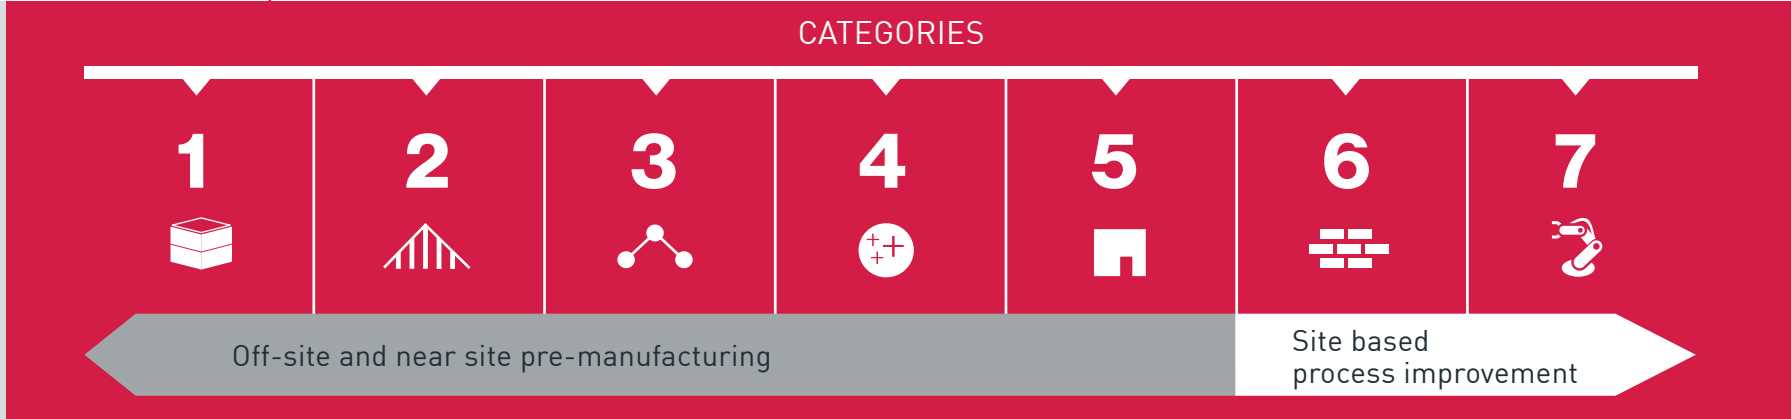 CATEGORIES
1 2 3 4 5 6 7
Off-site and near site pre-manufacturing
Site based
process improvement